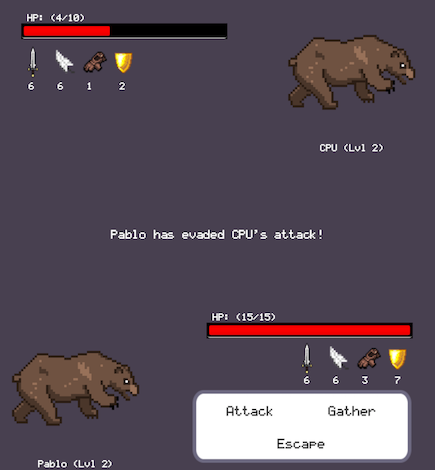 HP: (4/10)
6 6 1 2
CPU (Lvl 2)
Pablo has evaded CPU's attack!
HP: (15/15)
6 6 3 7
Attack Gather
Escape
Pablo (Lvl 2)